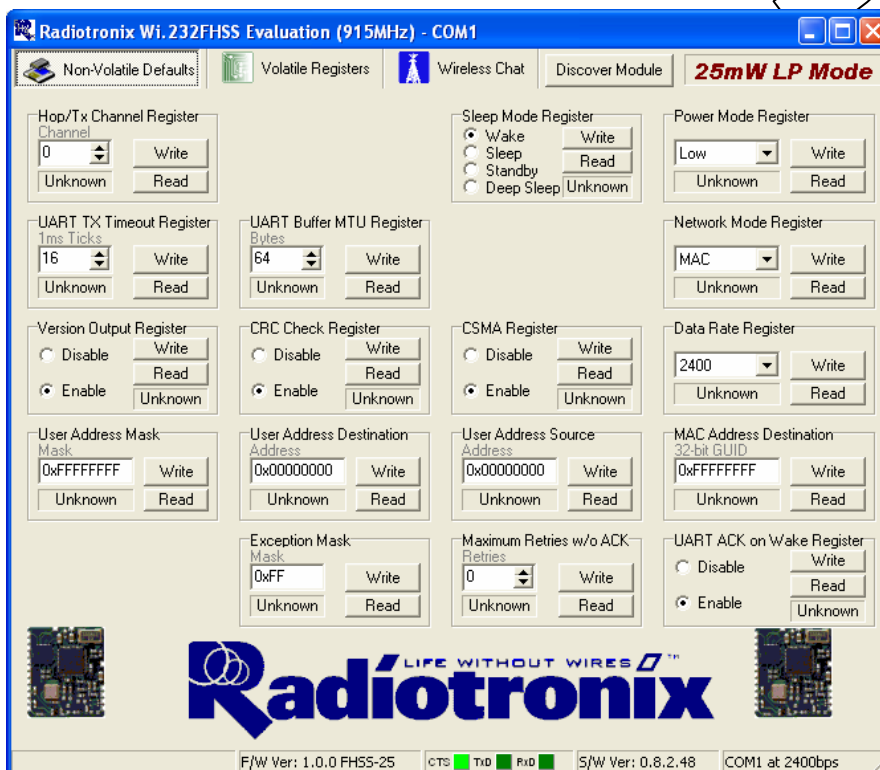 Radiotronix Wi.232FHSS Evaluation (915MHz) - COM1
Non-Volatile Defaults Volatile Registers Wireless Chat Discover Module 25mW LP Mode
Hop/Tx Channel Register
Channel
0 Write
Unknown Read
Sleep Mode Register
Wake Write
Sleep
Read
Standby
Deep Sleep Unknown
Power Mode Register
Low Write
Unknown Read
UART TX Timeout Register
1ms Ticks
16 Write
Unknown Read
UART Buffer MTU Register
Bytes
64 Write
Unknown Read
Network Mode Register
MAC Write
Unknown Read
Version Output Register
Disable Write
Read
Enable Unknown
CRC Check Register
Disable Write
Read
Enable Unknown
CSMA Register
Disable Write
Read
Enable Unknown
Data Rate Register
2400 Write
Unknown Read
User Address Mask
Mask
0xFFFFFFFF Write
Unknown Read
User Address Destination
Address
0x00000000 Write
Unknown Read
User Address Source
Address
0x00000000 Write
Unknown Read
MAC Address Destination
32-bit GUID
0xFFFFFFFF Write
Unknown Read
Exception Mask
Mask
0xFF Write
Unknown Read
Maximum Retries w/o ACK
Retries
0 Write
Unknown Read
UART ACK on Wake Register
Disable Write
Read
Enable Unknown
LIFE WITHOUT WIRES ™
Radiotronix
F/W Ver: 1.0.0 FHSS-25 CTS TxD RxD S/W Ver: 0.8.2.48 COM1 at 2400bps